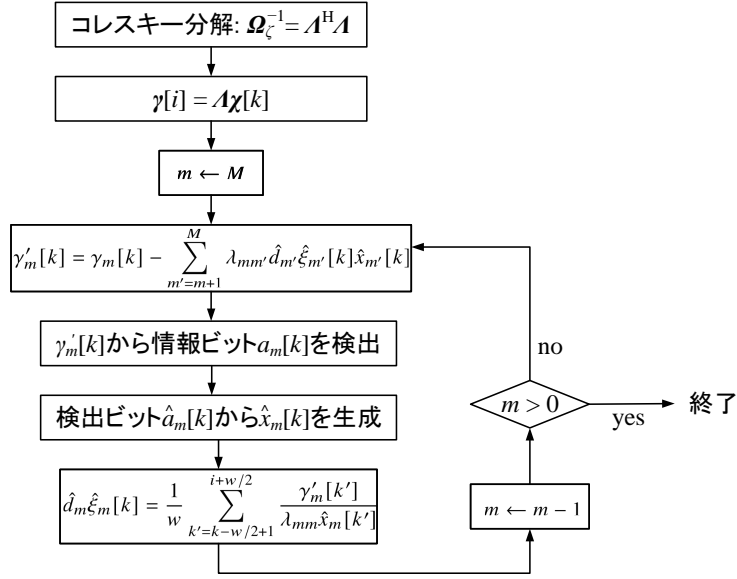 コレスキー分解: Ω_ζ^{-1} = Λ^H Λ
γ[i] = Λχ[k]
m ← M
γ'_m[k] = γ_m[k] − ∑_{m'=m+1}^{M} λ_{mm'} d̂_{m'} ξ̂_{m'}[k] x̂_{m'}[k]
γ'_m[k]から情報ビットa_m[k]を検出
検出ビットâ_m[k]からx̂_m[k]を生成
d̂_m ξ̂_m[k] = \frac{1}{w} ∑_{k'=k−w/2+1}^{i+w/2} \frac{γ'_m[k']}{λ_{mm} x̂_m[k']}
m ← m − 1
m > 0
no
yes
終了